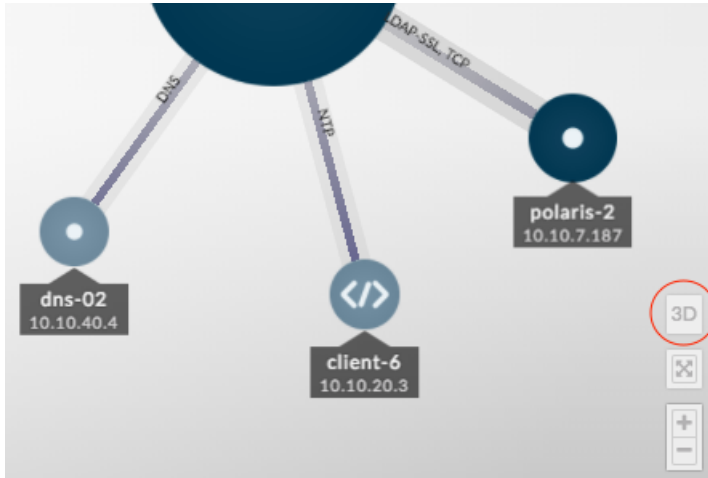 LDAP-SSL, TCP
DNS
NTP
polaris-2
10.10.7.187
dns-02
10.10.40.4
3D
</>
client-6
10.10.20.3
+
−